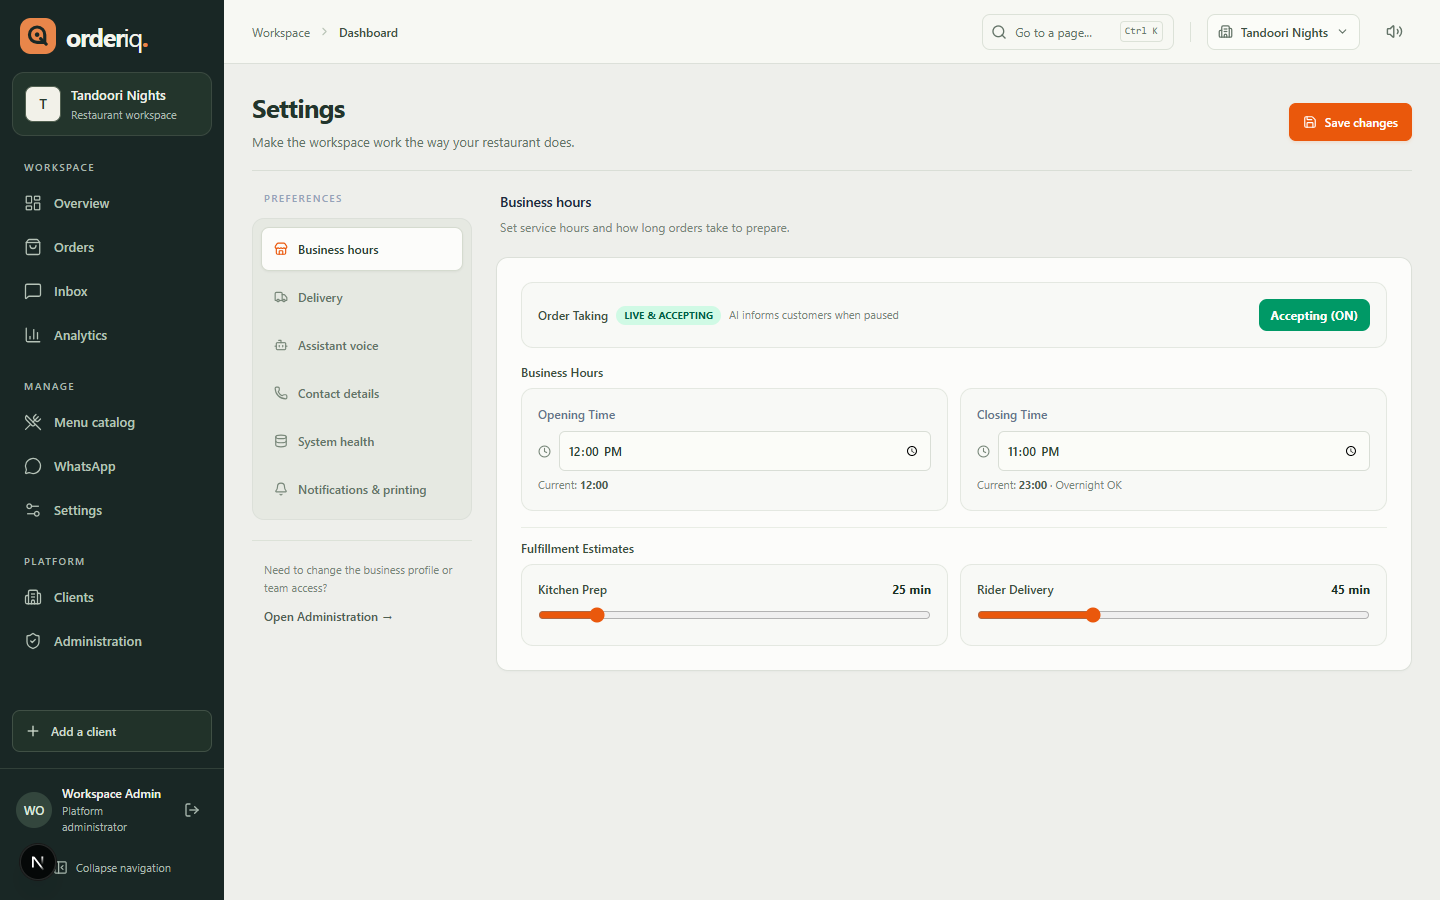 orderiq.
T
Tandoori Nights
Restaurant workspace
WORKSPACE
Overview
Orders
Inbox
Analytics
MANAGE
Menu catalog
WhatsApp
Settings
PLATFORM
Clients
Administration
Add a client
WO
Workspace Admin
Platform
administrator
N
Collapse navigation
Workspace
Dashboard
Go to a page...
Ctrl K
Tandoori Nights
Settings
Make the workspace work the way your restaurant does.
Save changes
PREFERENCES
Business hours
Delivery
Assistant voice
Contact details
System health
Notifications & printing
Need to change the business profile or
team access?
Open Administration →
Business hours
Set service hours and how long orders take to prepare.
Order Taking
LIVE & ACCEPTING
AI informs customers when paused
Accepting (ON)
Business Hours
Opening Time
12:00 PM
Current: 12:00
Closing Time
11:00 PM
Current: 23:00 · Overnight OK
Fulfillment Estimates
Kitchen Prep
25 min
Rider Delivery
45 min